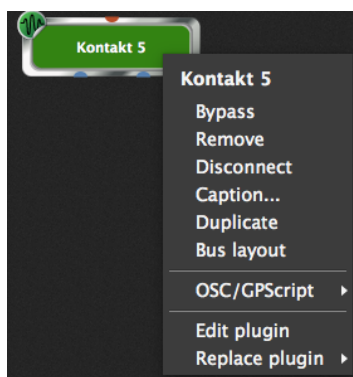 Kontakt 5
Kontakt 5
Bypass
Remove
Disconnect
Caption...
Duplicate
Bus layout
OSC/GPScript
Edit plugin
Replace plugin